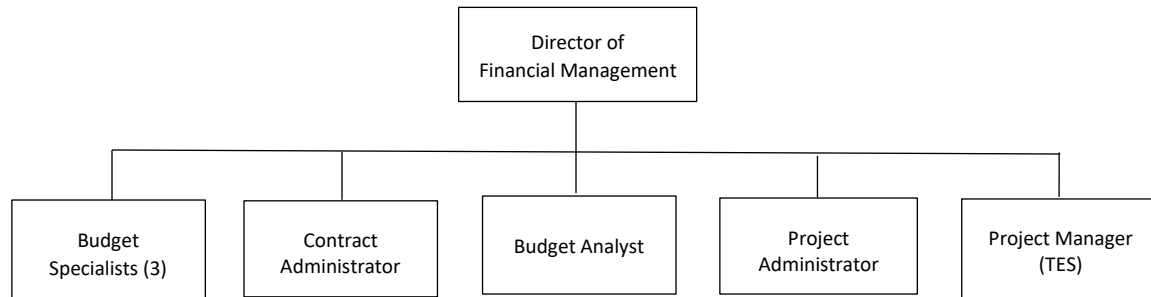 Director of
Financial Management
Budget
Specialists (3)
Contract
Administrator
Budget Analyst
Project
Administrator
Project Manager
(TES)